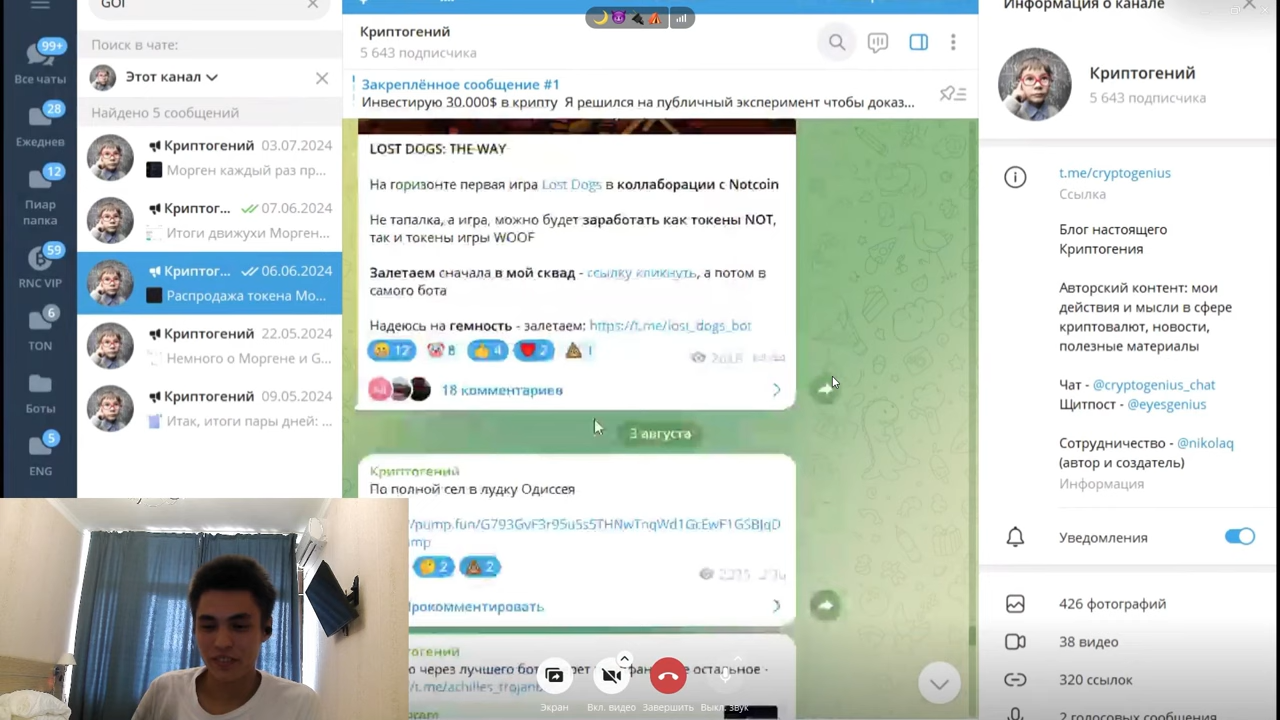 GOI
Поиск в чате:
Этот канал
Найдено 5 сообщений
Криптогений 03.07.2024
Морген каждый раз пр...
Криптог... 07.06.2024
Итоги движухи Морген...
Криптог... 06.06.2024
Распродажа токена Мо...
Криптогений 22.05.2024
Немного о Моргене и G...
Криптогений 09.05.2024
Итак, итоги пары дней: ...
99+
Все чаты
28
Ежеднев
12
Пиар
папка
59
RNC VIP
6
TON
Боты
5
ENG
Криптогений
5 643 подписчика
Закреплённое сообщение #1
Инвестирую 30.000$ в крипту Я решился на публичный эксперимент чтобы доказ...
LOST DOGS: THE WAY
На горизонте первая игра Lost Dogs в коллаборации с Notcoin
Не тапалка, а игра, можно будет заработать как токены NOT,
так и токены игры WOOF
Залетаем сначала в мой сквад - ссылку кликнуть, а потом в
самого бота
Надеюсь на гемность - залетаем: https://t.me/lost_dogs_bot
12 8 4 2 1
18 комментариев
3 августа
Криптогений
По полной сел в лудку Одиссея
2 2
Прокомментировать
Экран
Вкл. видео
Завершить
Выкл. звук
Информация о канале
Криптогений
5 643 подписчика
t.me/cryptogenius
Ссылка
Блог настоящего
Криптогения
Авторский контент: мои
действия и мысли в сфере
криптовалют, новости,
полезные материалы
Чат - @cryptogenius_chat
Щитпост - @eyesgenius
Сотрудничество - @nikolaq
(автор и создатель)
Информация
Уведомления
426 фотографий
38 видео
320 ссылок
2 голосовых сообщения